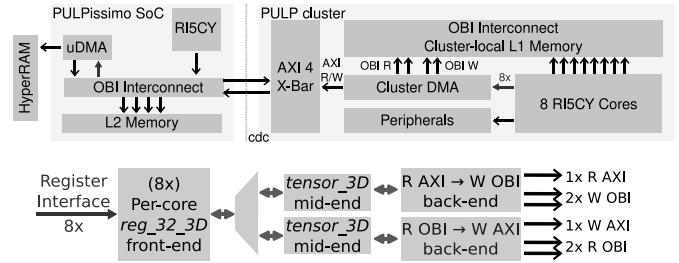 PULPissimo SoC
PULP cluster
HyperRAM
uDMA
RI5CY
OBI Interconnect
L2 Memory
cdc
AXI 4
X-Bar
AXI
R/W
OBI Interconnect
Cluster-local L1 Memory
OBI R
OBI W
Cluster DMA
8x
8 RI5CY Cores
Peripherals
Register
Interface
8x
(8x)
Per-core
reg_32_3D
front-end
tensor_3D
mid-end
R AXI → W OBI
back-end
1x R AXI
2x W OBI
tensor_3D
mid-end
R OBI → W AXI
back-end
1x W AXI
2x R OBI